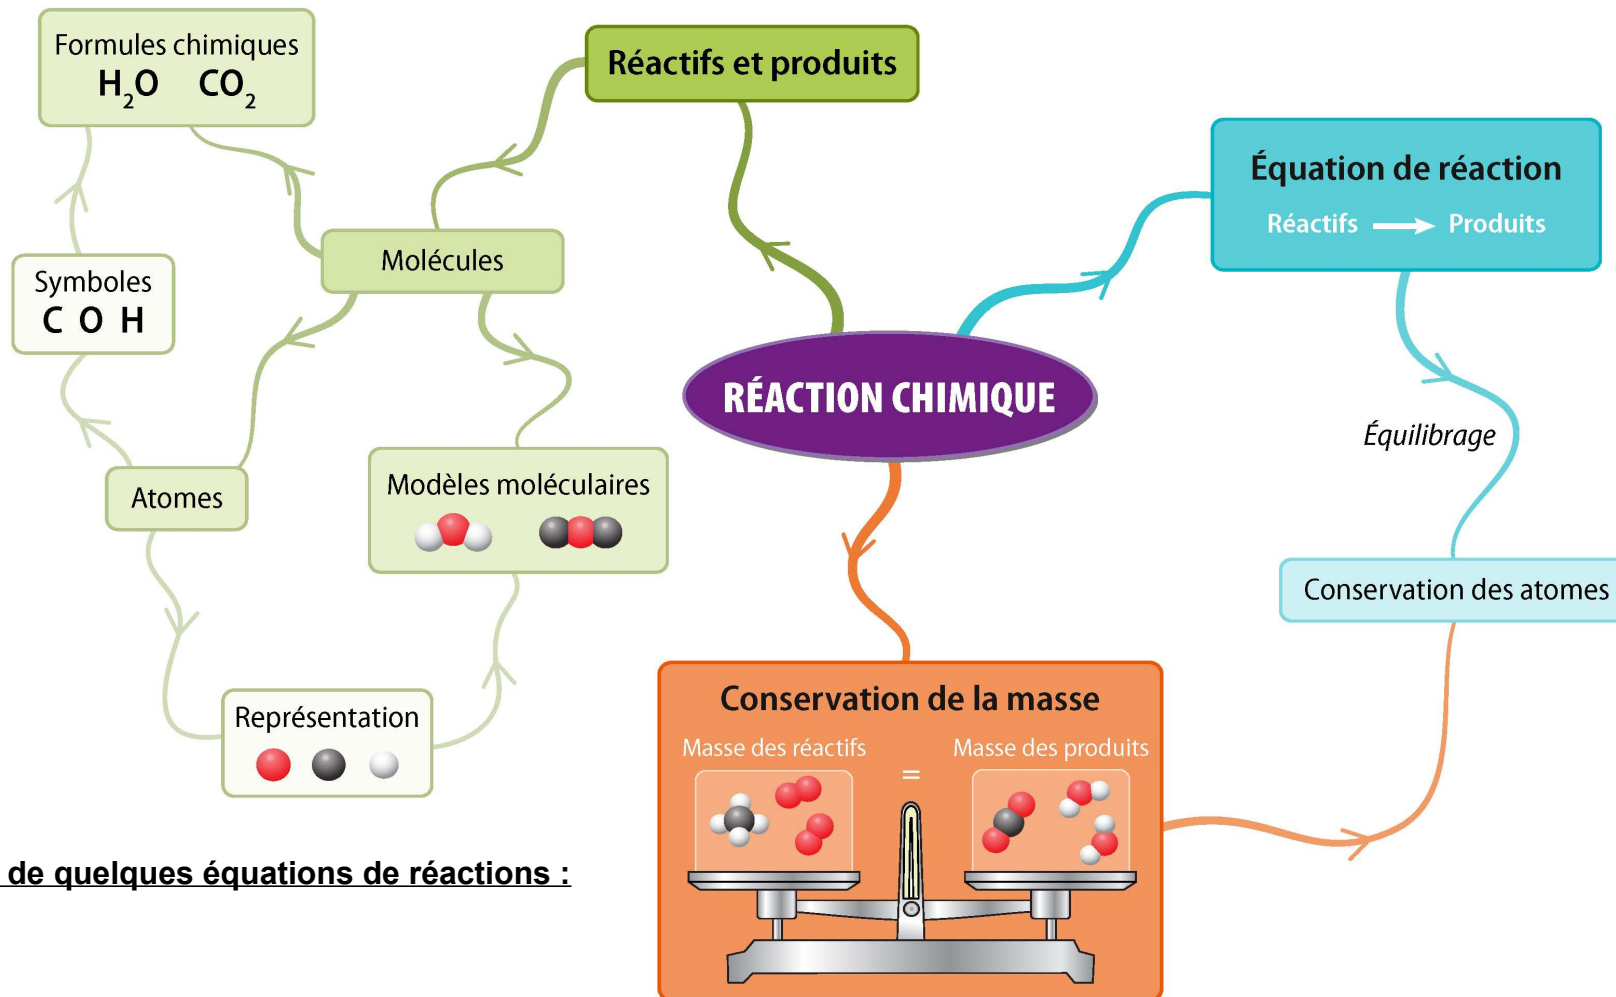 Formules chimiques
H₂O CO₂
Réactifs et produits
Équation de réaction
Réactifs → Produits
Molécules
Symboles
C O H
RÉACTION CHIMIQUE
Équilibrage
Modèles moléculaires
Atomes
Conservation des atomes
Représentation
Conservation de la masse
Masse des réactifs = Masse des produits
de quelques équations de réactions :